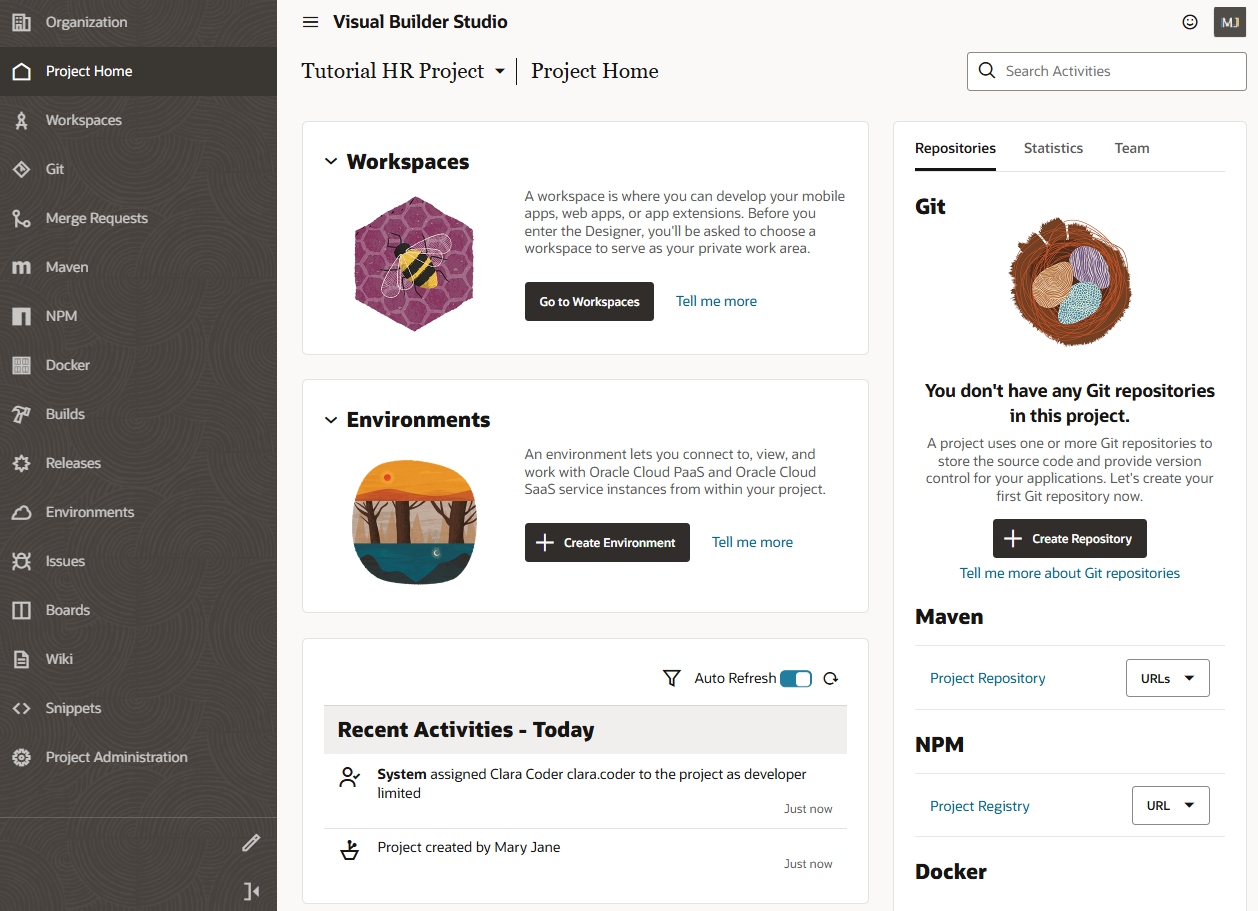 Organization
Project Home
Workspaces
Git
Merge Requests
Maven
NPM
Docker
Builds
Releases
Environments
Issues
Boards
Wiki
Snippets
Project Administration
Visual Builder Studio
MJ
Tutorial HR Project
Project Home
Search Activities
Workspaces
A workspace is where you can develop your mobile
apps, web apps, or app extensions. Before you
enter the Designer, you'll be asked to choose a
workspace to serve as your private work area.
Go to Workspaces
Tell me more
Environments
An environment lets you connect to, view, and
work with Oracle Cloud PaaS and Oracle Cloud
SaaS service instances from within your project.
Create Environment
Tell me more
Auto Refresh
Recent Activities - Today
System assigned Clara Coder clara.coder to the project as developer
limited
Just now
Project created by Mary Jane
Just now
Repositories
Statistics
Team
Git
You don't have any Git repositories
in this project.
A project uses one or more Git repositories to
store the source code and provide version
control for your applications. Let's create your
first Git repository now.
Create Repository
Tell me more about Git repositories
Maven
Project Repository
URLs
NPM
Project Registry
URL
Docker